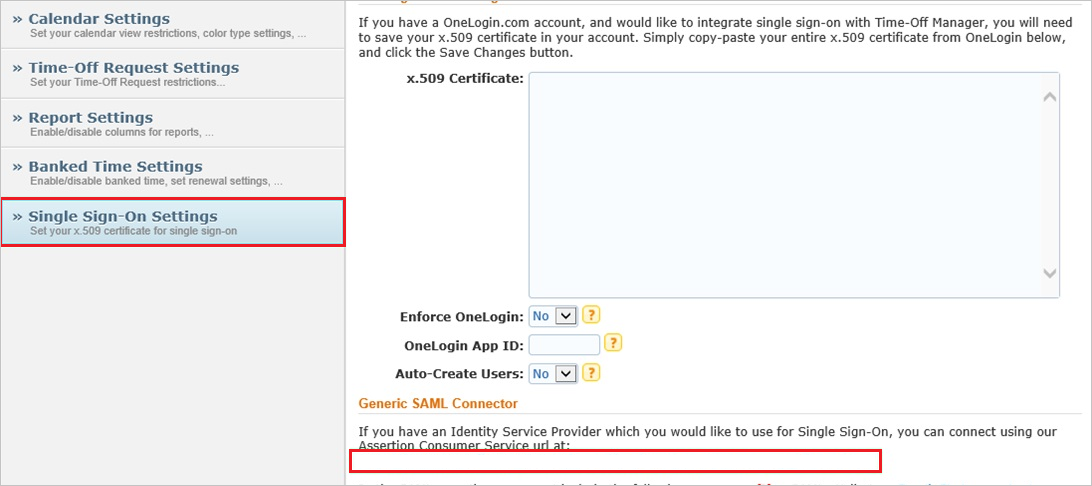 » Calendar Settings
Set your calendar view restrictions, color type settings, ...
» Time-Off Request Settings
Set your Time-Off Request restrictions...
» Report Settings
Enable/disable columns for reports, ...
» Banked Time Settings
Enable/disable banked time, set renewal settings, ...
» Single Sign-On Settings
Set your x.509 certificate for single sign-on
If you have a OneLogin.com account, and would like to integrate single sign-on with Time-Off Manager, you will need
to save your x.509 certificate in your account. Simply copy-paste your entire x.509 certificate from OneLogin below,
and click the Save Changes button.
x.509 Certificate:
Enforce OneLogin: No ?
OneLogin App ID: ?
Auto-Create Users: No ?
Generic SAML Connector
If you have an Identity Service Provider which you would like to use for Single Sign-On, you can connect using our
Assertion Consumer Service url at: